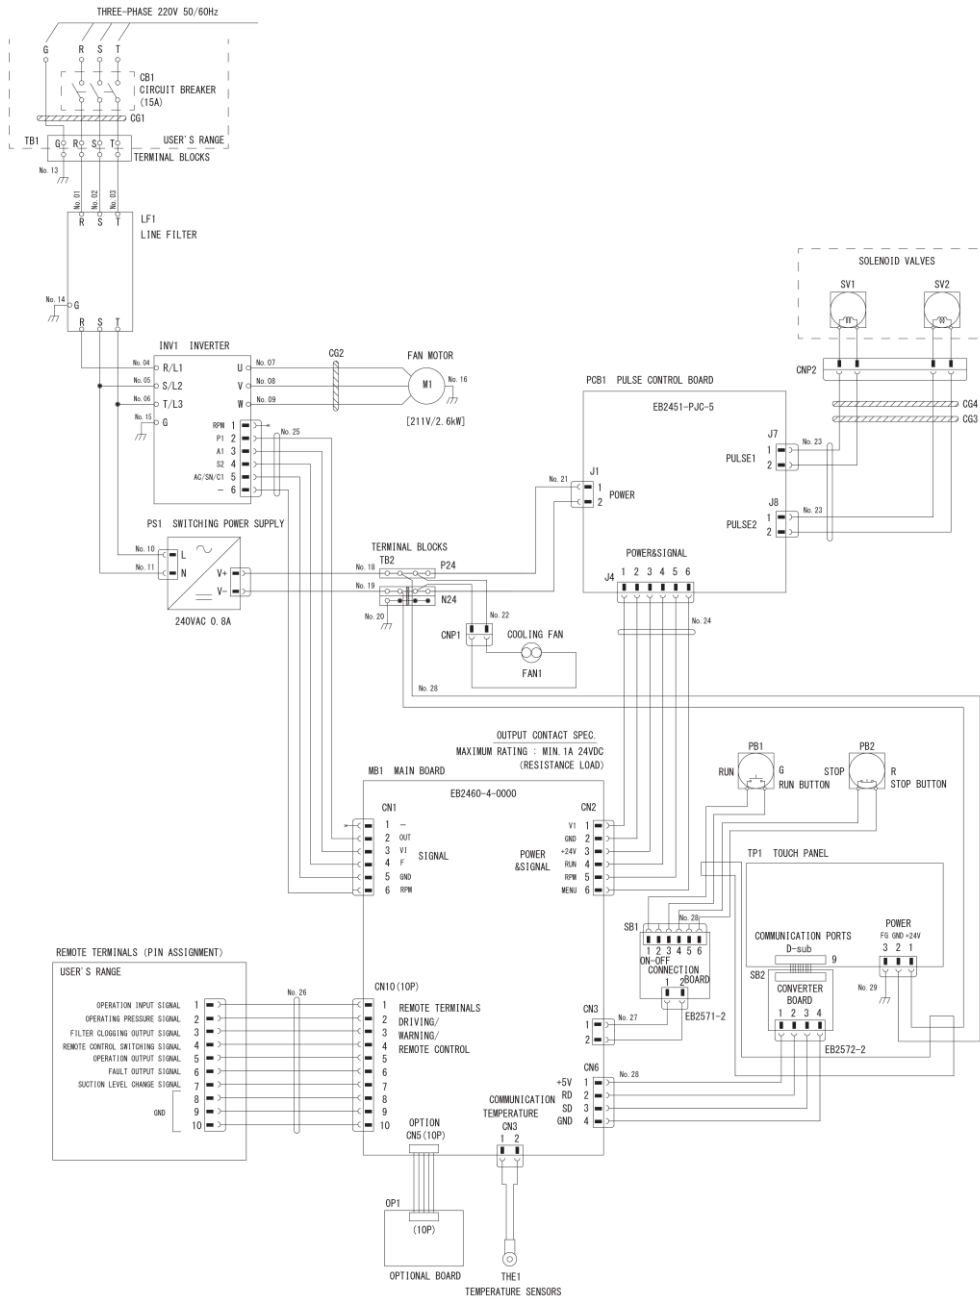 THREE-PHASE 220V 50/60Hz
G R S T
CB1
CIRCUIT BREAKER
(15A)
CG1
TB1
G R S T
USER'S RANGE
TERMINAL BLOCKS
No.13
No.01
No.02
No.03
R S T
LF1
LINE FILTER
No.14
G
R S T
INV1 INVERTER
No.04
R/L1
No.05
S/L2
No.06
T/L3
No.15
G
U
No.07
V
No.08
W
No.09
CG2
FAN MOTOR
M1
No.16
[211V/2.6kW]
RPM 1
P1 2
A1 3
S2 4
AC/SN/C1 5
- 6
No.25
PS1 SWITCHING POWER SUPPLY
No.10
L
No.11
N
V+
V-
240VAC 0.8A
TERMINAL BLOCKS
TB2
P24
No.18
No.19
N24
No.20
No.22
CNP1
COOLING FAN
FAN1
No.28
No.21
PCB1 PULSE CONTROL BOARD
EB2451-PJC-5
J1
1
2
POWER
J7
PULSE1
1
2
No.23
J8
PULSE2
1
2
No.23
POWER&SIGNAL
J4
1 2 3 4 5 6
No.24
SOLENOID VALVES
SV1
SV2
CNP2
CG4
CG3
OUTPUT CONTACT SPEC.
MAXIMUM RATING : MIN. 1A 24VDC
(RESISTANCE LOAD)
MB1 MAIN BOARD
EB2460-4-0000
CN1
1 -
2 OUT
3 V1
4 F
5 GND
6 RPM
SIGNAL
CN2
V1 1
GND 2
+24V 3
RUN 4
RPM 5
MENU 6
POWER
&SIGNAL
PB1
RUN
G
RUN BUTTON
PB2
STOP
R
STOP BUTTON
TP1 TOUCH PANEL
COMMUNICATION PORTS
D-sub
9
POWER
FG GND +24V
3 2 1
No.29
SB1
No.28
1 2 3 4 5 6
ON-OFF
CONNECTION
BOARD
1 2
EB2571-2
SB2
CONVERTER
BOARD
1 2 3 4
EB2572-2
CN3
1
2
No.27
CN6
+5V 1
RD 2
SD 3
GND 4
No.28
COMMUNICATION
TEMPERATURE
CN3
1 2
REMOTE TERMINALS (PIN ASSIGNMENT)
USER'S RANGE
OPERATION INPUT SIGNAL 1
OPERATING PRESSURE SIGNAL 2
FILTER CLOGGING OUTPUT SIGNAL 3
REMOTE CONTROL SWITCHING SIGNAL 4
OPERATION OUTPUT SIGNAL 5
FAULT OUTPUT SIGNAL 6
SUCTION LEVEL CHANGE SIGNAL 7
8
GND 9
10
No.26
CN10(10P)
1
2
3
4
5
6
7
8
9
10
REMOTE TERMINALS
DRIVING/
WARNING/
REMOTE CONTROL
OPTION
CN5(10P)
OP1
(10P)
OPTIONAL BOARD
THE1
TEMPERATURE SENSORS